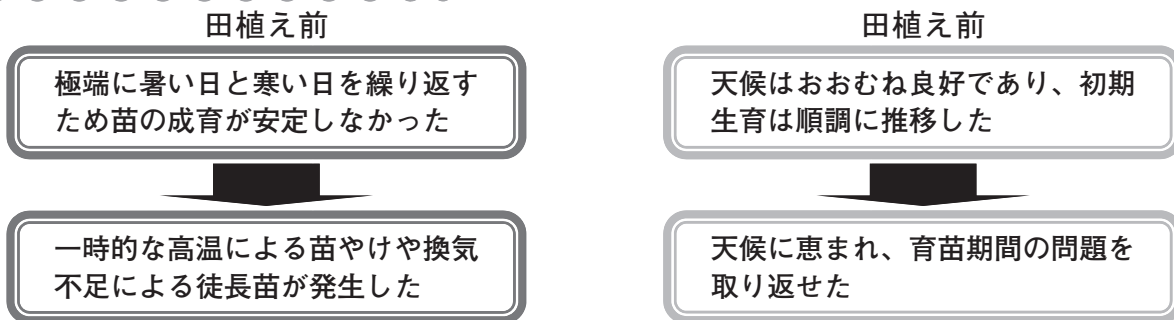 田植え前
極端に暑い日と寒い日を繰り返す
ため苗の成育が安定しなかった
一時的な高温による苗やけや換気
不足による徒長苗が発生した
田植え前
天候はおおむね良好であり、初期
生育は順調に推移した
天候に恵まれ、育苗期間の問題を
取り返せた